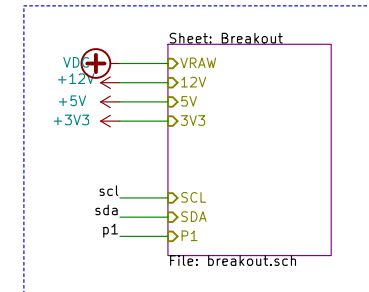 Sheet: Breakout
VDC VRAW
+12V 12V
+5V 5V
+3V3 3V3
scl SCL
sda SDA
p1 P1
File: breakout.sch